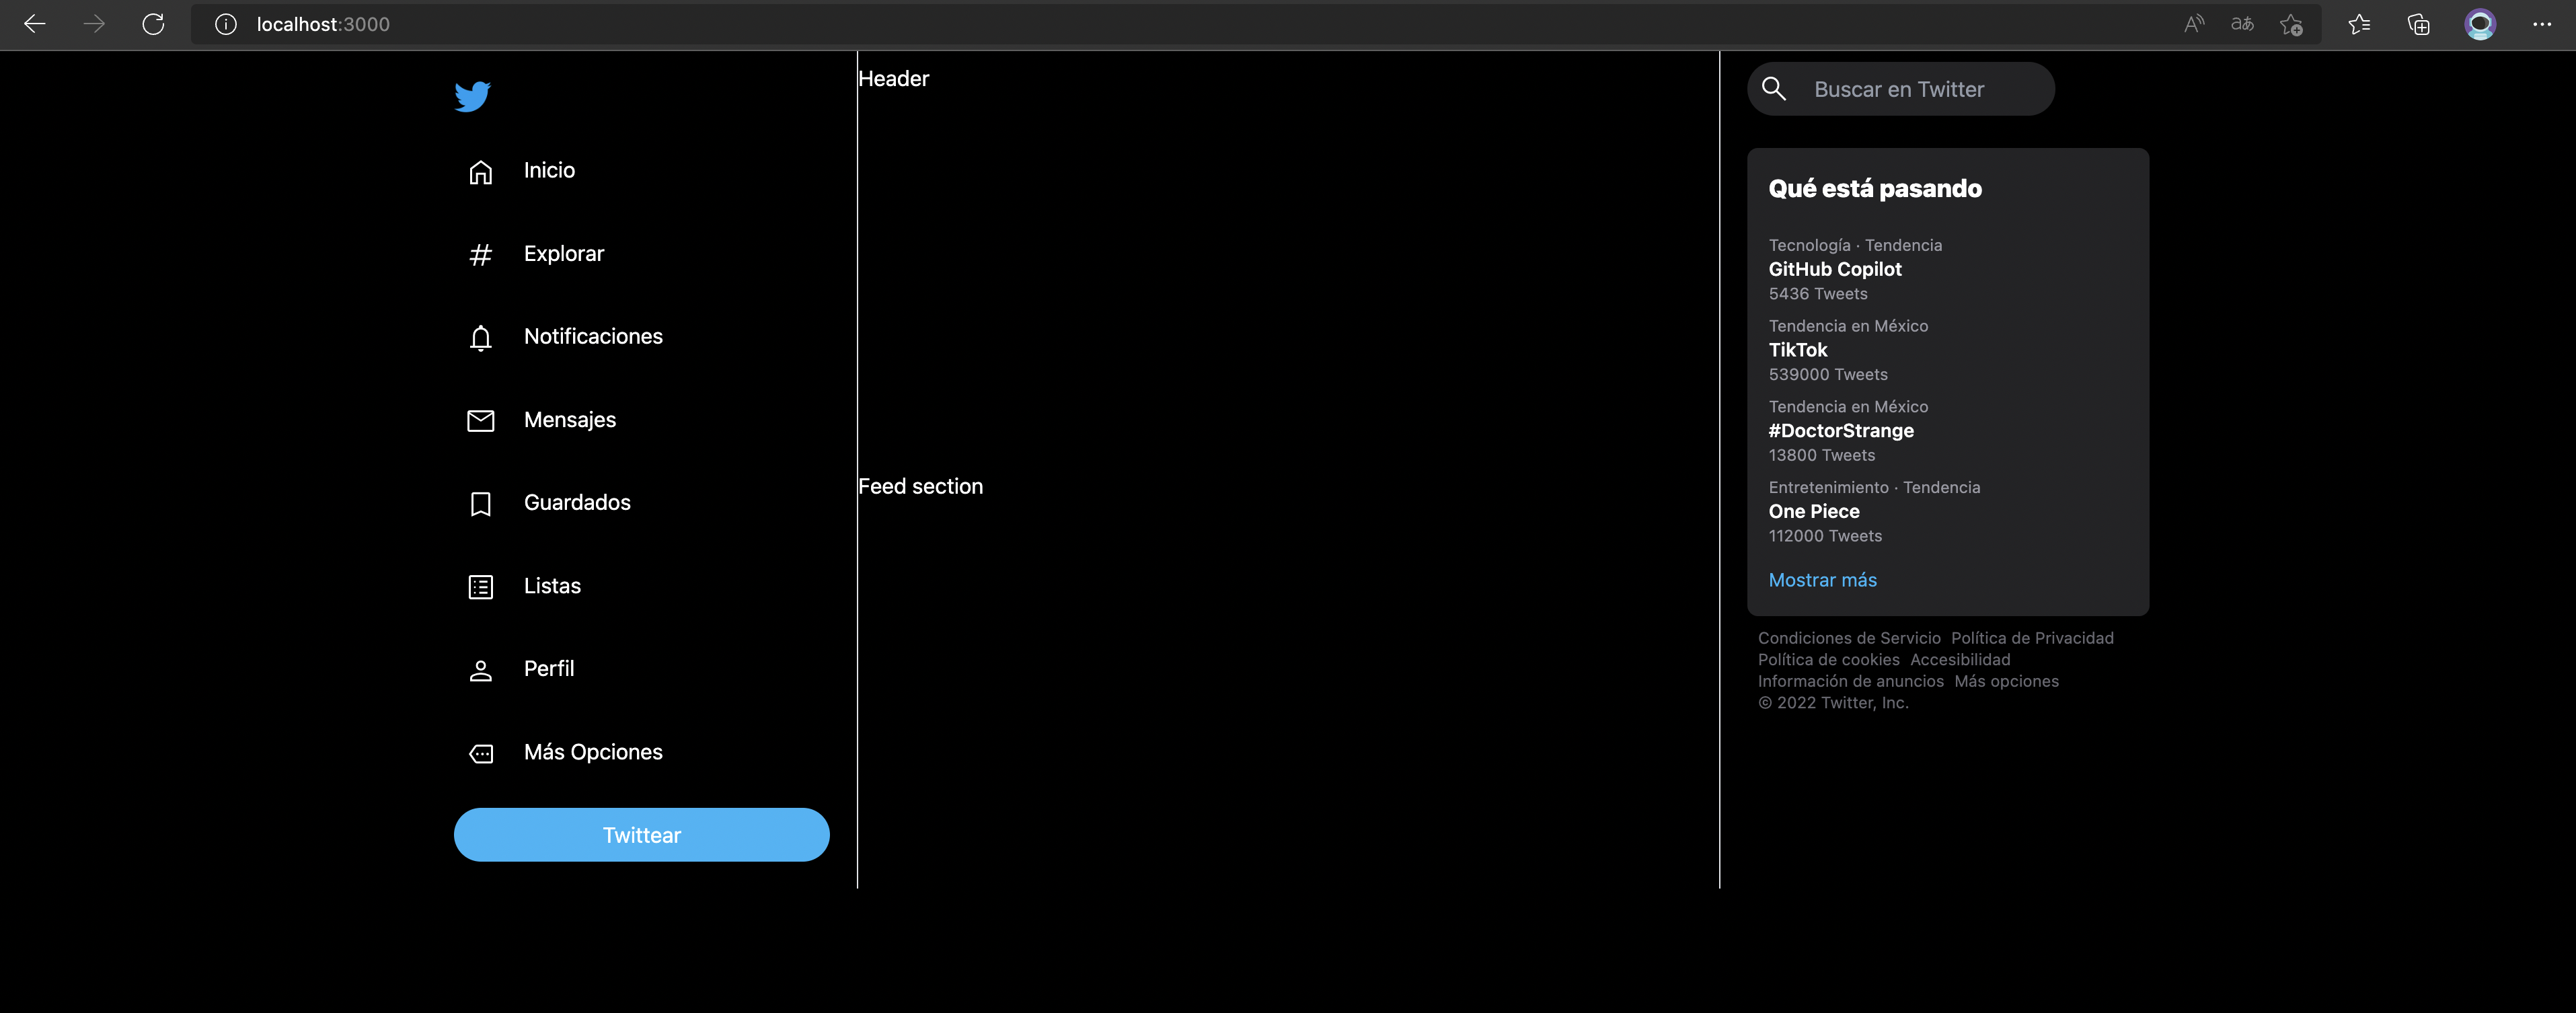 localhost:3000
A aあ
Inicio
Explorar
Notificaciones
Mensajes
Guardados
Listas
Perfil
Más Opciones
Twittear
Header
Feed section
Buscar en Twitter
Qué está pasando
Tecnología · Tendencia
GitHub Copilot
5436 Tweets
Tendencia en México
TikTok
539000 Tweets
Tendencia en México
#DoctorStrange
13800 Tweets
Entretenimiento · Tendencia
One Piece
112000 Tweets
Mostrar más
Condiciones de Servicio Política de Privacidad
Política de cookies Accesibilidad
Información de anuncios Más opciones
© 2022 Twitter, Inc.